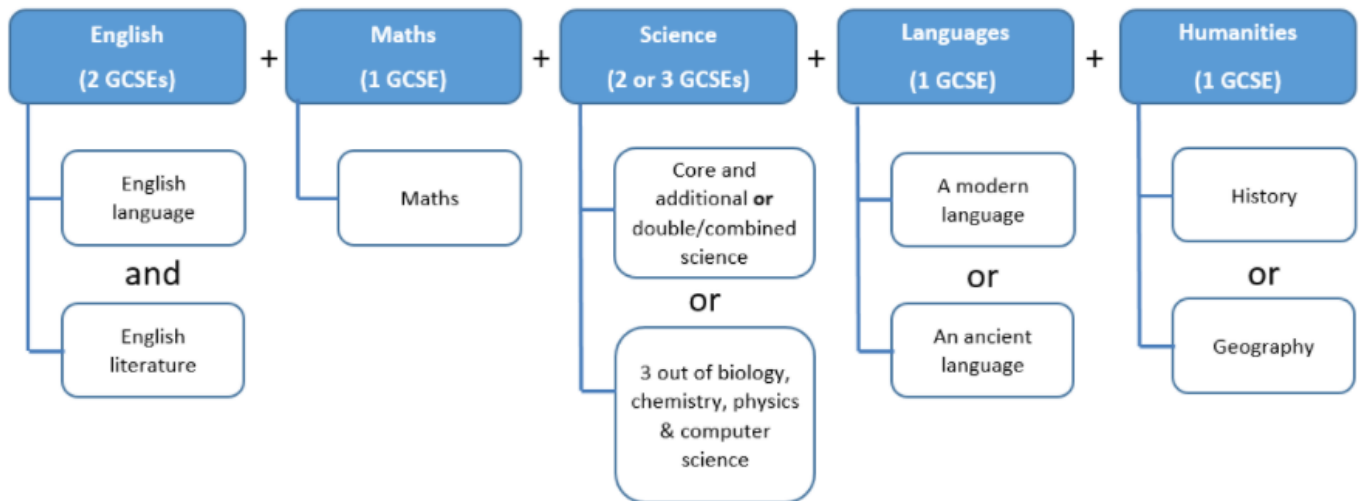 English
(2 GCSEs)
+
Maths
(1 GCSE)
+
Science
(2 or 3 GCSEs)
+
Languages
(1 GCSE)
+
Humanities
(1 GCSE)
English
language
and
English
literature
Maths
Core and
additional or
double/combined
science
or
3 out of biology,
chemistry, physics
& computer
science
A modern
language
or
An ancient
language
History
or
Geography